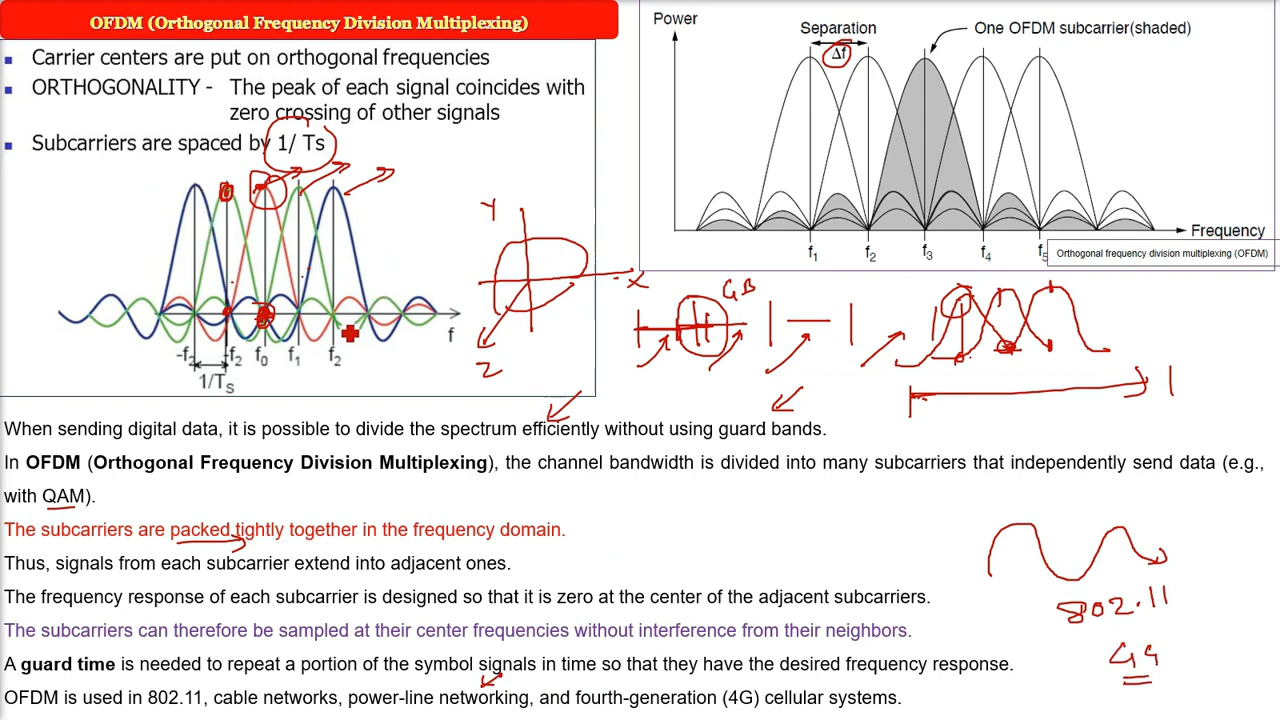 OFDM (Orthogonal Frequency Division Multiplexing)
Carrier centers are put on orthogonal frequencies
ORTHOGONALITY - The peak of each signal coincides with
zero crossing of other signals
Subcarriers are spaced by 1/ Ts
-f2 -f2 f0 f1 f2 f
1/Ts
Power
Separation
Δf
One OFDM subcarrier(shaded)
f1 f2 f3 f4 f5
Frequency
Orthogonal frequency division multiplexing (OFDM)
Y
X
Z
GB
When sending digital data, it is possible to divide the spectrum efficiently without using guard bands.
In OFDM (Orthogonal Frequency Division Multiplexing), the channel bandwidth is divided into many subcarriers that independently send data (e.g.,
with QAM).
The subcarriers are packed tightly together in the frequency domain.
Thus, signals from each subcarrier extend into adjacent ones.
The frequency response of each subcarrier is designed so that it is zero at the center of the adjacent subcarriers.
The subcarriers can therefore be sampled at their center frequencies without interference from their neighbors.
A guard time is needed to repeat a portion of the symbol signals in time so that they have the desired frequency response.
OFDM is used in 802.11, cable networks, power-line networking, and fourth-generation (4G) cellular systems.
802.11
4G